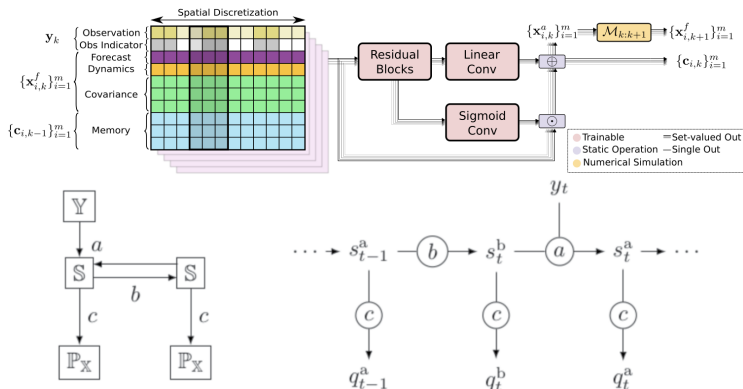 Spatial Discretization
y_k
Observation
Obs Indicator
Forecast
Dynamics
Covariance
Memory
{x^f_{i,k}}^m_{i=1}
{c_{i,k−1}}^m_{i=1}
Residual Blocks
Linear Conv
Sigmoid Conv
⊕
⊙
{x^a_{i,k}}^m_{i=1}
M_{k:k+1}
{x^f_{i,k+1}}^m_{i=1}
{c_{i,k}}^m_{i=1}
Trainable
Set-valued Out
Static Operation
Single Out
Numerical Simulation
𝕐
a
𝕊
𝕊
b
c
c
ℙ_𝕏
ℙ_𝕏
y_t
··· s^a_{t−1} b s^b_t a s^a_t ···
c c c
q^a_{t−1} q^b_t q^a_t